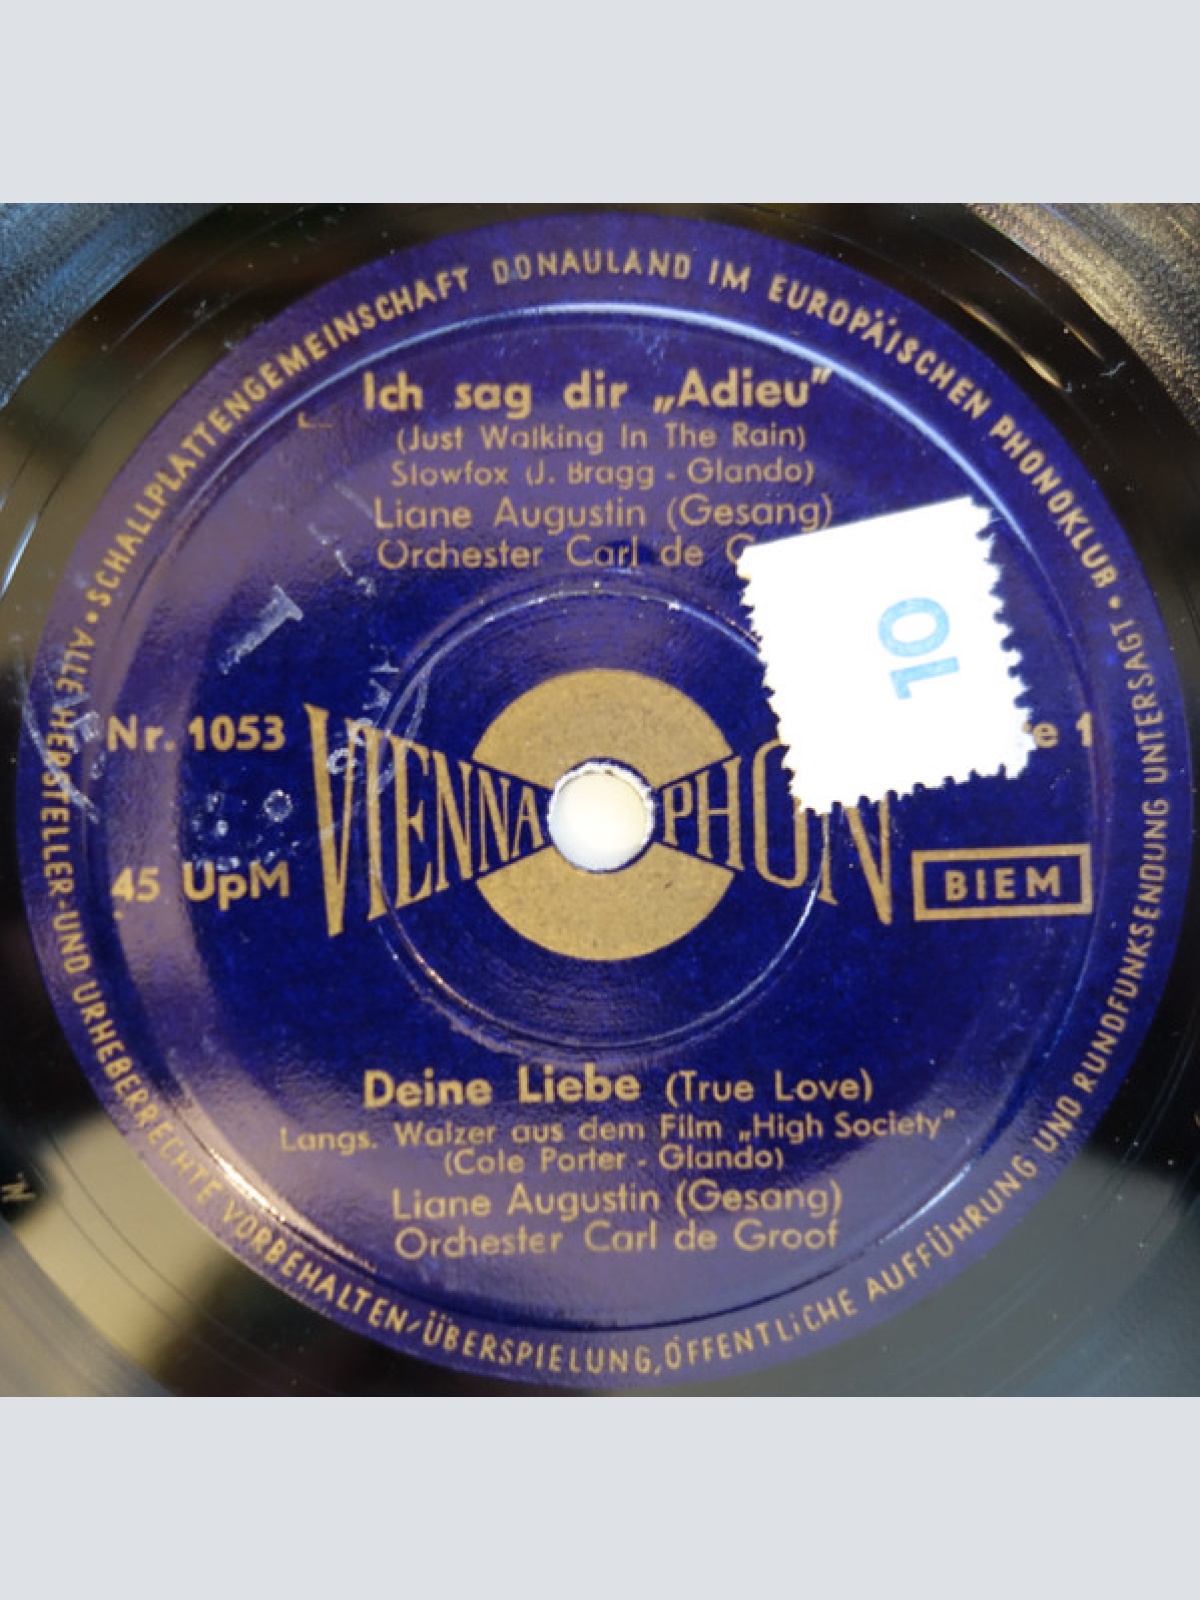 SCHALLPLATTENGEMEINSCHAFT DONAULAND IM EUROPÄISCHEN PHONOKLUB •
Ich sag dir „Adieu"
(Just Walking In The Rain)
Slowfox (J. Bragg - Glando)
Liane Augustin (Gesang)
Orchester Carl de
10
Nr. 1053
e 1
VIENNA PHON
45 UpM
BIEM
Deine Liebe (True Love)
Langs. Walzer aus dem Film „High Society"
(Cole Porter - Glando)
Liane Augustin (Gesang)
Orchester Carl de Groof
• ALLE HERSTELLER-UND URHEBERRECHTE VORBEHALTEN/ÜBERSPIELUNG, ÖFFENTLICHE AUFFÜHRUNG UND RUNDFUNKSENDUNG UNTERSAGT